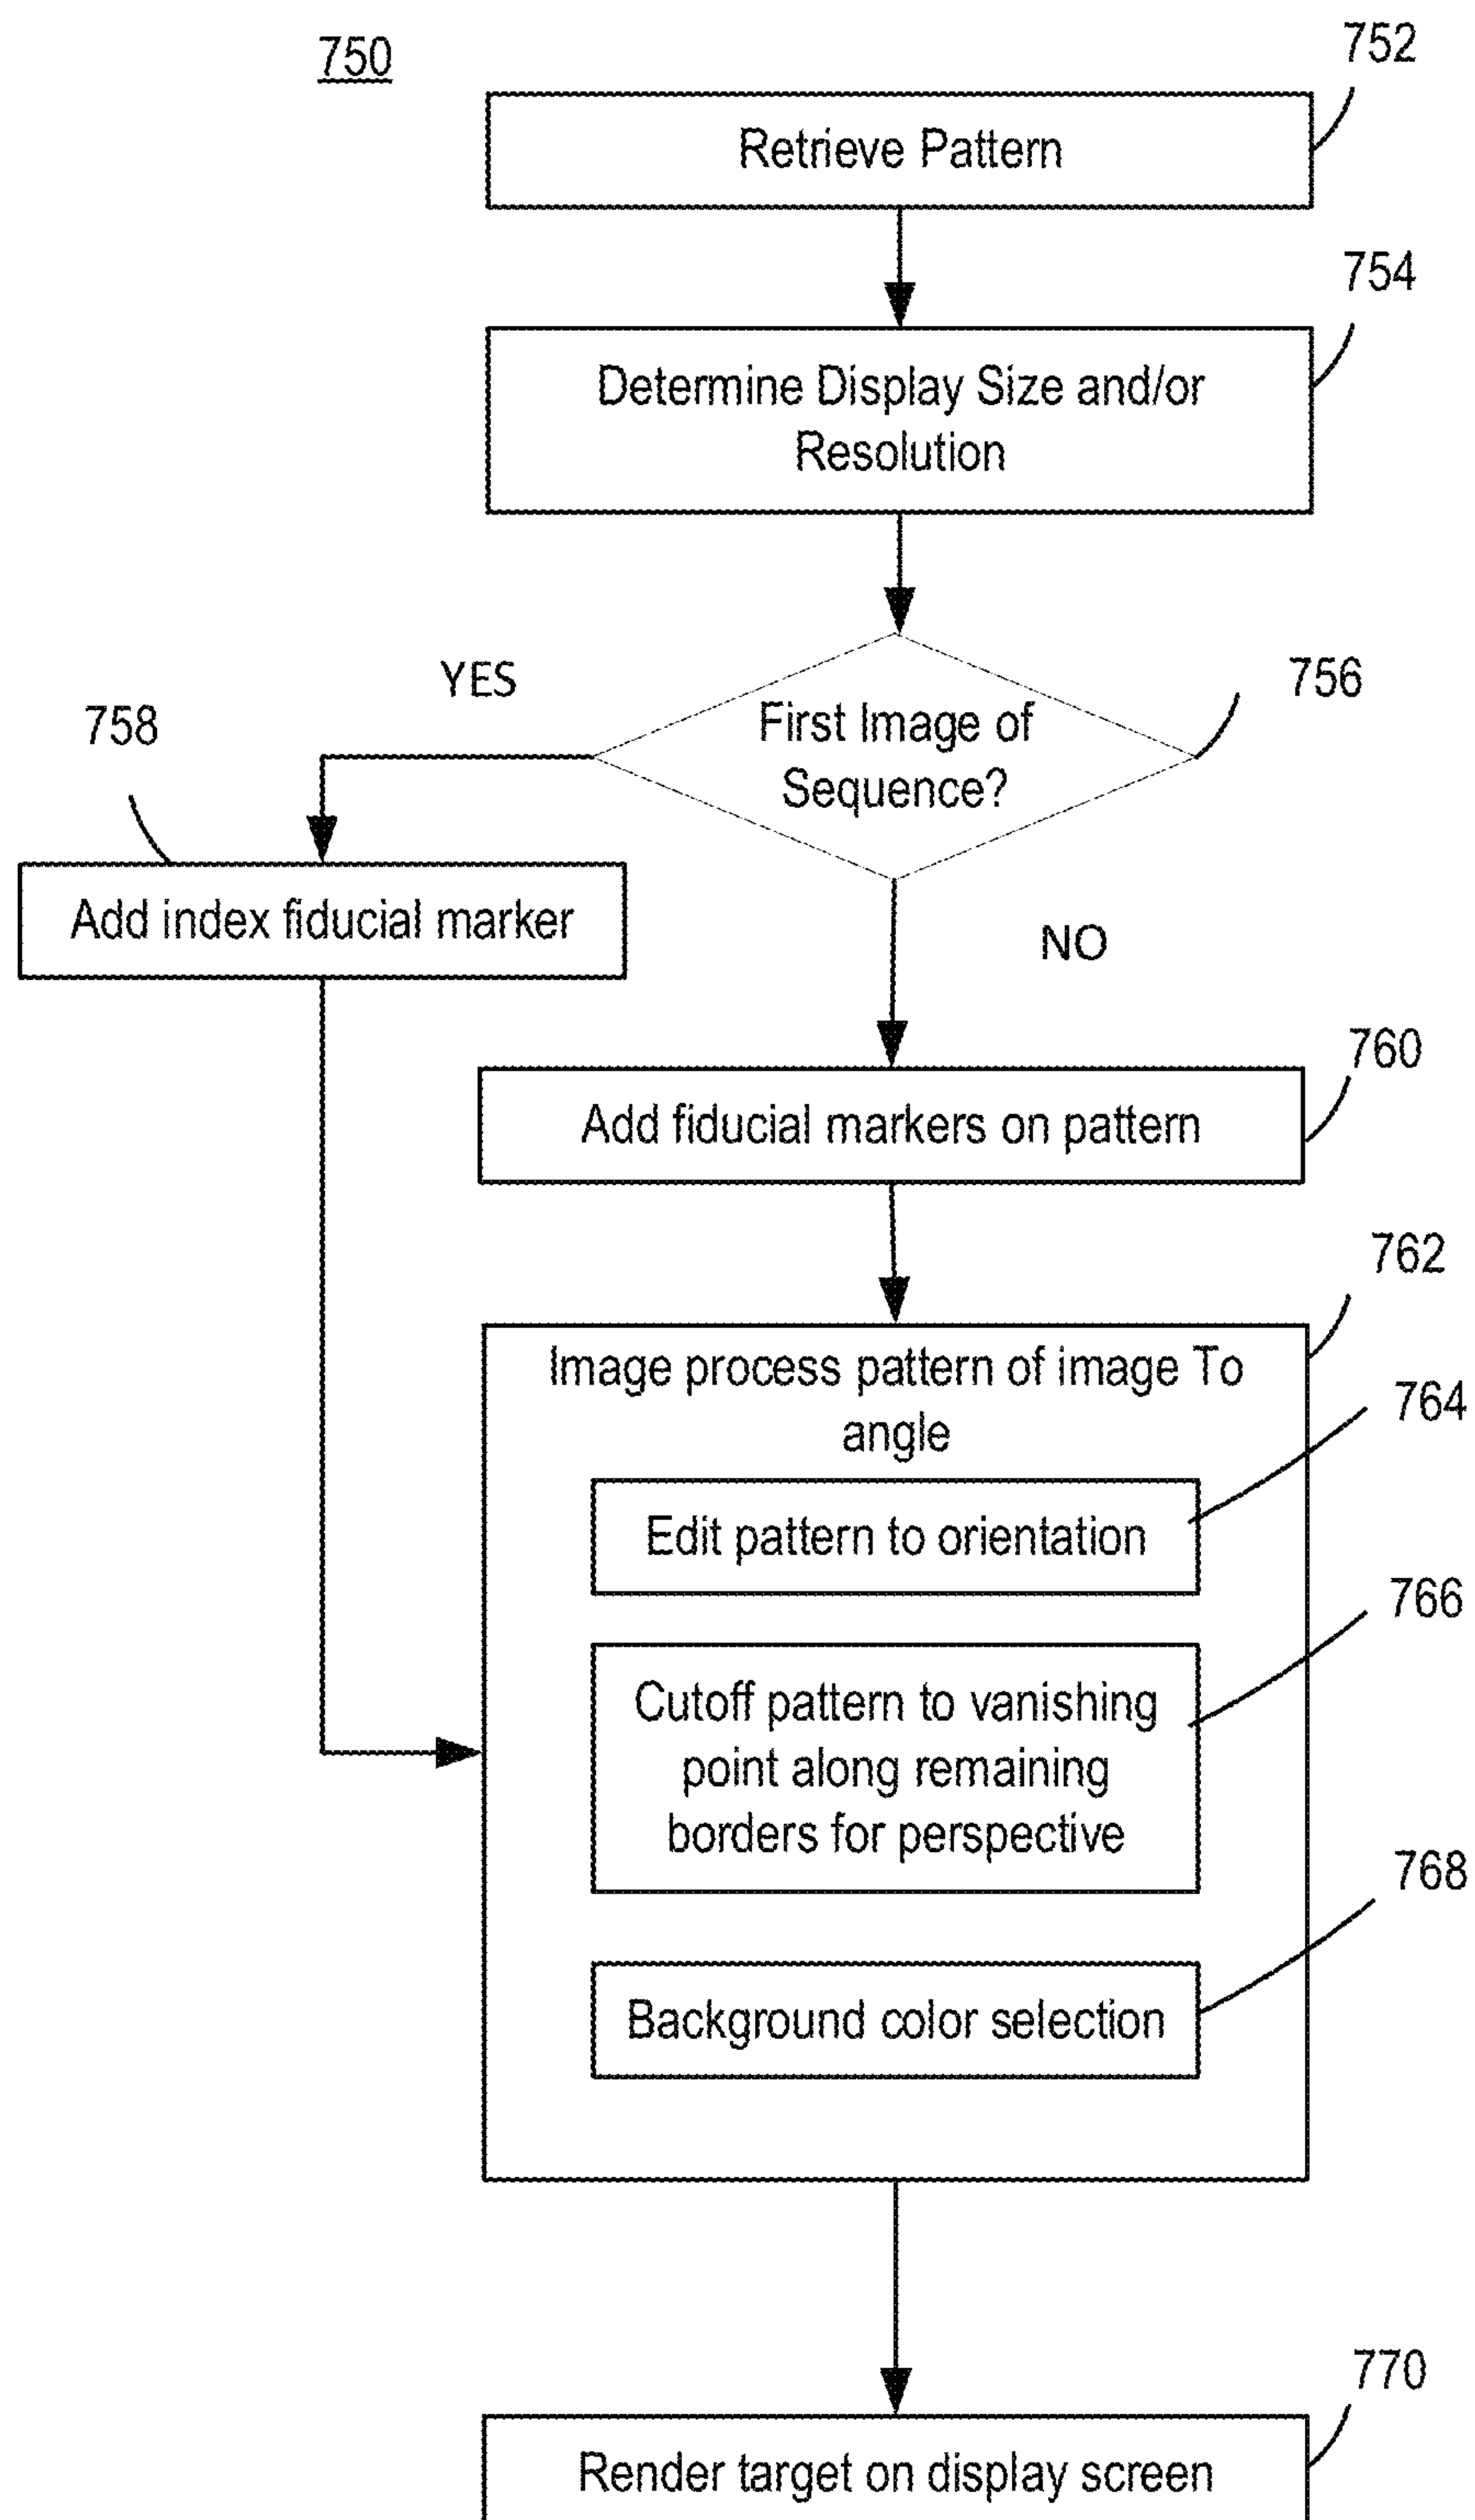 750
752
Retrieve Pattern
754
Determine Display Size and/or
Resolution
756
YES
First Image of
Sequence?
758
Add index fiducial marker
NO
760
Add fiducial markers on pattern
762
Image process pattern of image To
angle
764
Edit pattern to orientation
766
Cutoff pattern to vanishing
point along remaining
borders for perspective
768
Background color selection
770
Render target on display screen